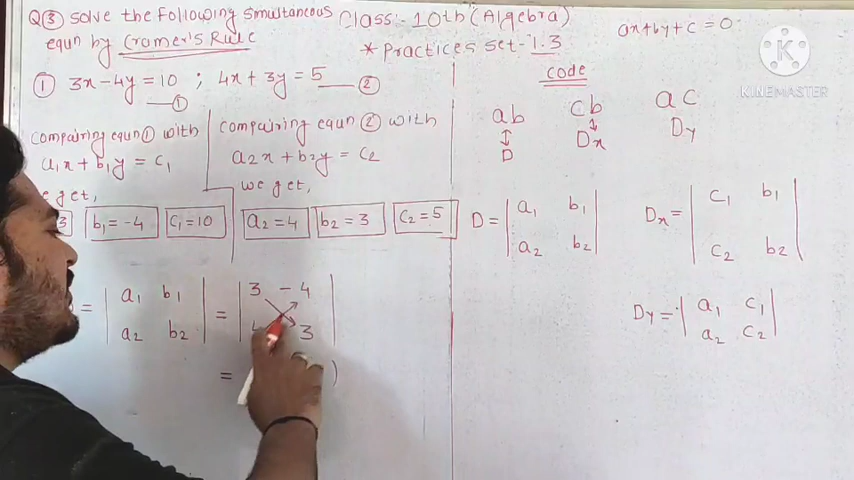 Q③ Solve the Following Simultaneous
equn by Cramer's Rule
Class:- 10th (Algebra)
* Practices set-1.3
ax+by+c=0
KINEMASTER
① 3x-4y=10 ; 4x+3y=5 —②
—①
Comparing equn① with
a₁x+b₁y=c₁
we get,
3 b₁=-4 c₁=10
Comparing equn② with
a₂x+b₂y=c₂
we get,
a₂=4 b₂=3 c₂=5
= | a₁ b₁ | = | 3 -4 |
| a₂ b₂ | | 3 |
= )
code
ab cb ac
↕ ↕
D Dx Dy
D= | a₁ b₁ | Dx= | c₁ b₁ |
| a₂ b₂ | | c₂ b₂ |
Dy= | a₁ c₁ |
| a₂ c₂ |